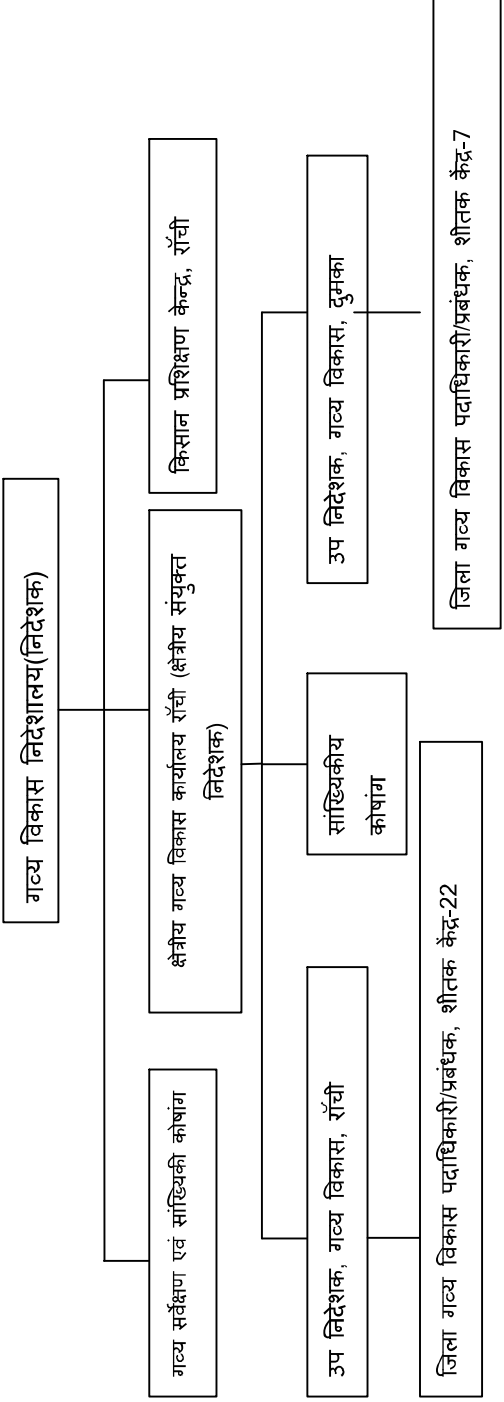 गव्य विकास निदेशालय(निदेशक)
गव्य सर्वेक्षण एवं सांख्यिकी कोषांग
क्षेत्रीय गव्य विकास कार्यालय रॉची (क्षेत्रीय संयुक्त
निदेशक)
किसान प्रशिक्षण केन्द्र, रॉची
उप निदेशक, गव्य विकास, रॉची
सांख्यिकीय
कोषांग
उप निदेशक, गव्य विकास, दुमका
जिला गव्य विकास पदाधिकारी/प्रबंधक, शीतक केंद्र-22
जिला गव्य विकास पदाधिकारी/प्रबंधक, शीतक केंद्र-7